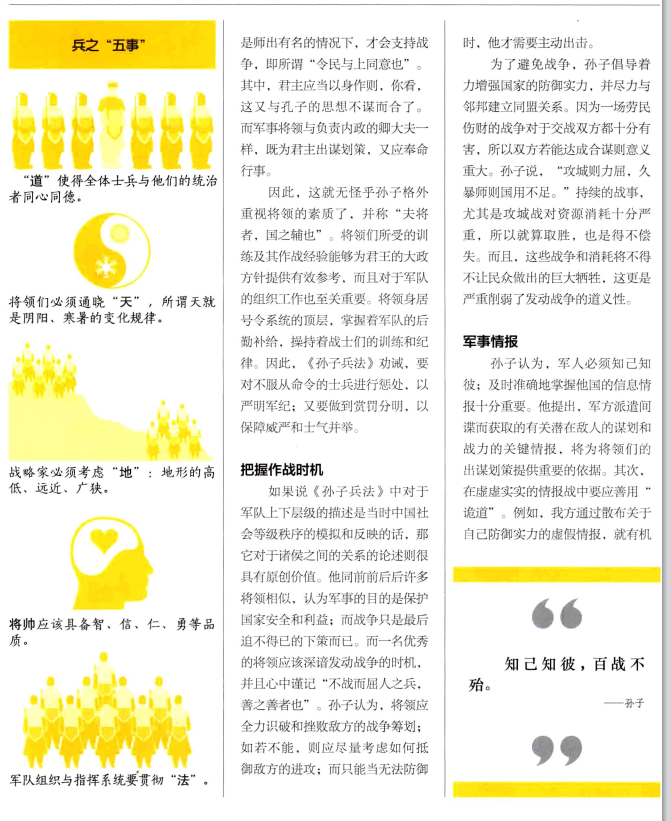 兵之“五事”
“道”使得全体士兵与他们的统治
者同心同德。
将领们必须通晓“天”，所谓天就
是阴阳、寒暑的变化规律。
战略家必须考虑“地”：地形的高
低、远近、广狭。
将帅应该具备智、信、仁、勇等品
质。
军队组织与指挥系统要贯彻“法”。
是师出有名的情况下，才会支持战
争，即所谓“令民与上同意也”。
其中，君主应当以身作则，你看，
这又与孔子的思想不谋而合了。
而军事将领与负责内政的卿大夫一
样，既为君主出谋划策，又应奉命
行事。
因此，这就无怪乎孙子格外
重视将领的素质了，并称“夫将
者，国之辅也”。将领们所受的训
练及其作战经验能够为君王的大政
方针提供有效参考，而且对于军队
的组织工作也至关重要。将领身居
号令系统的顶层，掌握着军队的后
勤补给，操持着战士们的训练和纪
律。因此，《孙子兵法》劝诫，要
对不服从命令的士兵进行惩处，以
严明军纪；又要做到赏罚分明，以
保障威严和士气并举。
把握作战时机
如果说《孙子兵法》中对于
军队上下层级的描述是当时中国社
会等级秩序的模拟和反映的话，那
它对于诸侯之间的关系的论述则很
具有原创价值。他同前前后后许多
将领相似，认为军事的目的是保护
国家安全和利益；而战争只是最后
迫不得已的下策而已。而一名优秀
的将领应该深谙发动战争的时机，
并且心中谨记“不战而屈人之兵，
善之善者也”。孙子认为，将领应
全力识破和挫败敌方的战争筹划；
如若不能，则应尽量考虑如何抵
御敌方的进攻；而只能当无法防御
时，他才需要主动出击。
为了避免战争，孙子倡导着
力增强国家的防御实力，并尽力与
邻邦建立同盟关系。因为一场劳民
伤财的战争对于交战双方都十分有
害，所以双方若能达成合谋则意义
重大。孙子说，“攻城则力屈，久
暴师则国用不足。”持续的战事，
尤其是攻城战对资源消耗十分严
重，所以就算取胜，也是得不偿
失。而且，这些战争和消耗将不得
不让民众做出的巨大牺牲，这更是
严重削弱了发动战争的道义性。
军事情报
孙子认为，军人必须知己知
彼；及时准确地掌握他国的信息情
报十分重要。他提出，军方派遣间
谍而获取的有关潜在敌人的谋划和
战力的关键情报，将为将领们的
出谋划策提供重要的依据。其次，
在虚虚实实的情报战中要应善用“
诡道”。例如，我方通过散布关于
自己防御实力的虚假情报，就有机
“
知己知彼，百战不
殆。
——孙子
”